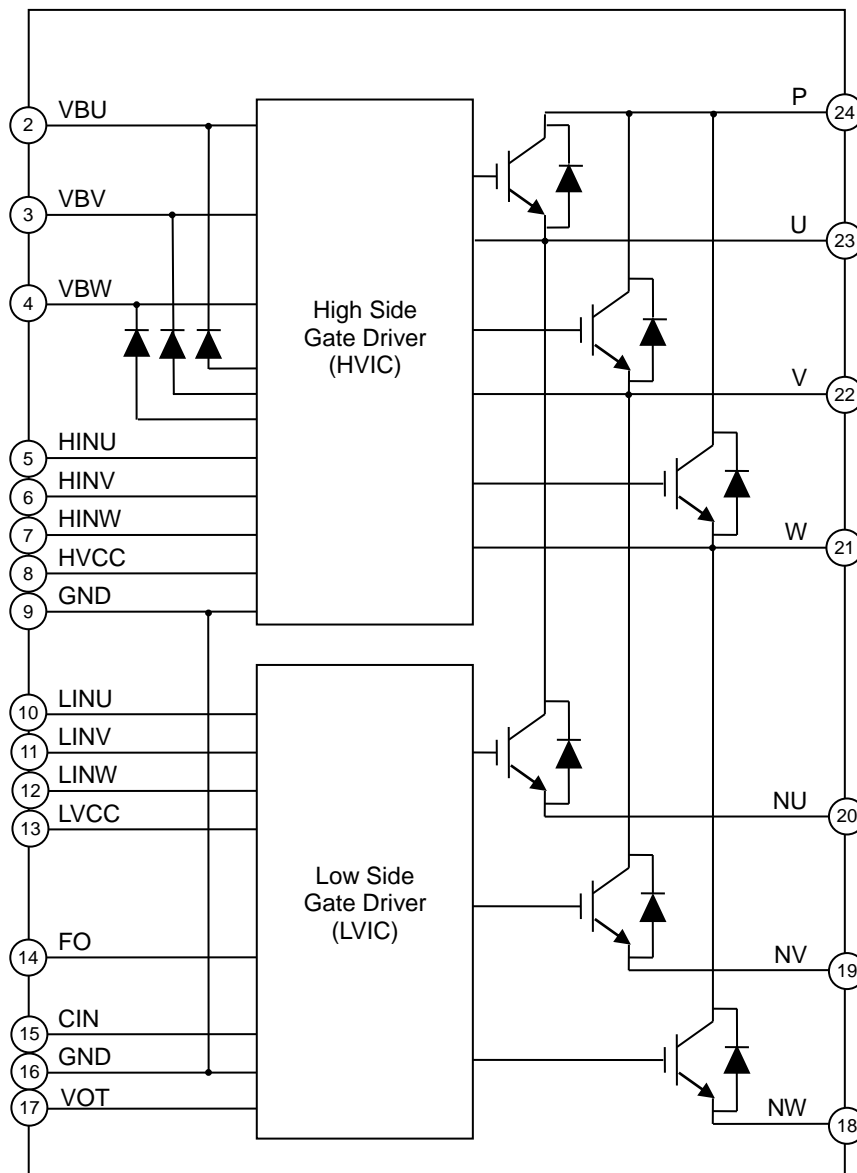 2 VBU
3 VBV
4 VBW
5 HINU
6 HINV
7 HINW
8 HVCC
9 GND
10 LINU
11 LINV
12 LINW
13 LVCC
14 FO
15 CIN
16 GND
17 VOT
High Side
Gate Driver
(HVIC)
Low Side
Gate Driver
(LVIC)
P 24
U 23
V 22
W 21
NU 20
NV 19
NW 18